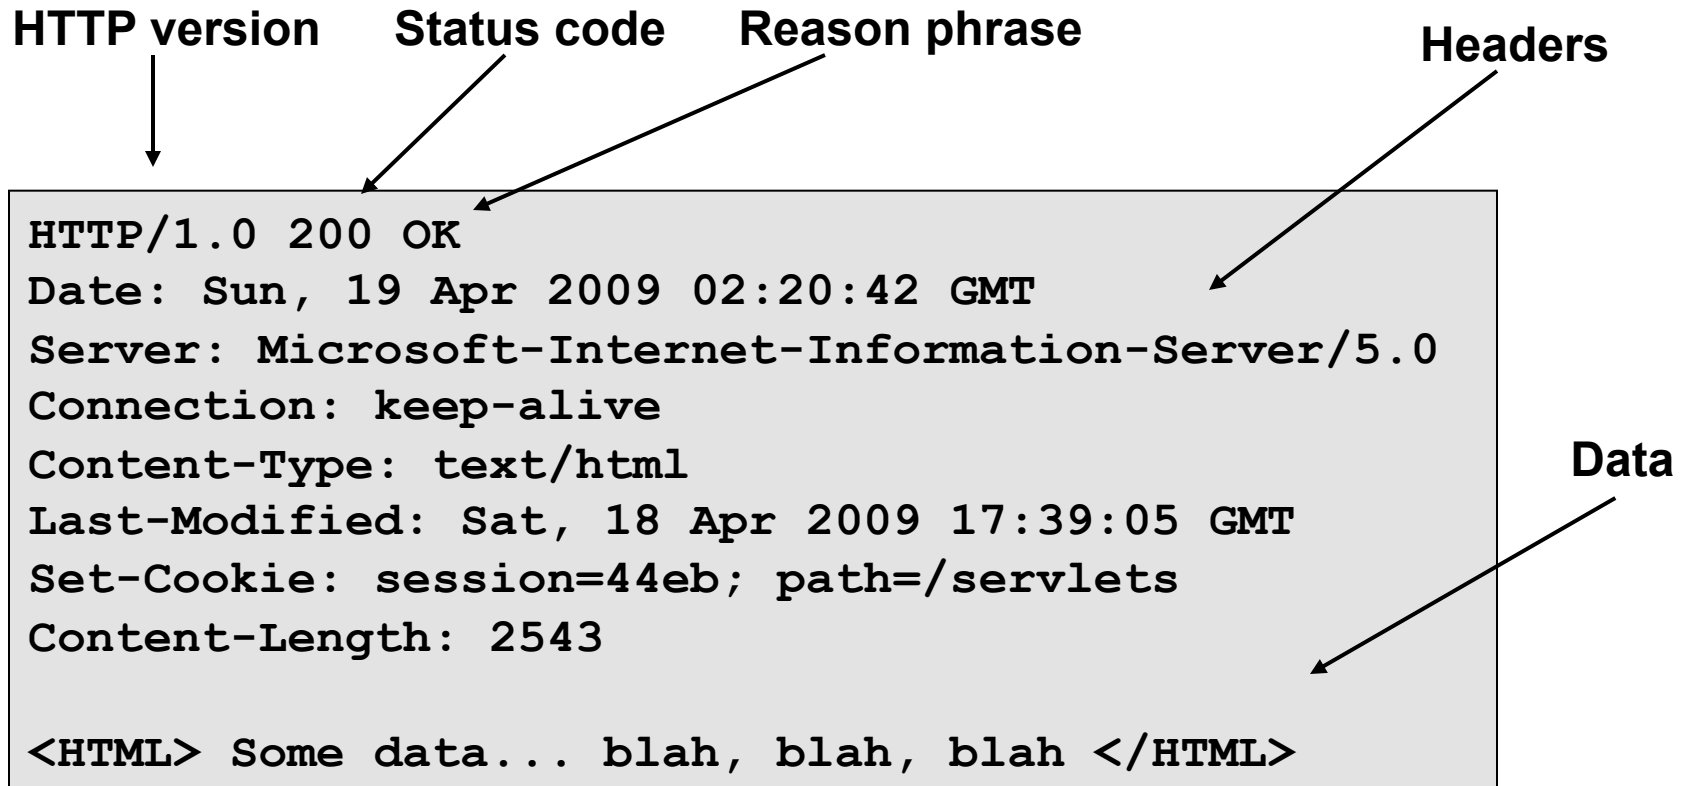 HTTP version Status code Reason phrase Headers
HTTP/1.0 200 OK
Date: Sun, 19 Apr 2009 02:20:42 GMT
Server: Microsoft-Internet-Information-Server/5.0
Connection: keep-alive
Content-Type: text/html
Data
Last-Modified: Sat, 18 Apr 2009 17:39:05 GMT
Set-Cookie: session=44eb; path=/servlets
Content-Length: 2543
<HTML> Some data... blah, blah, blah </HTML>